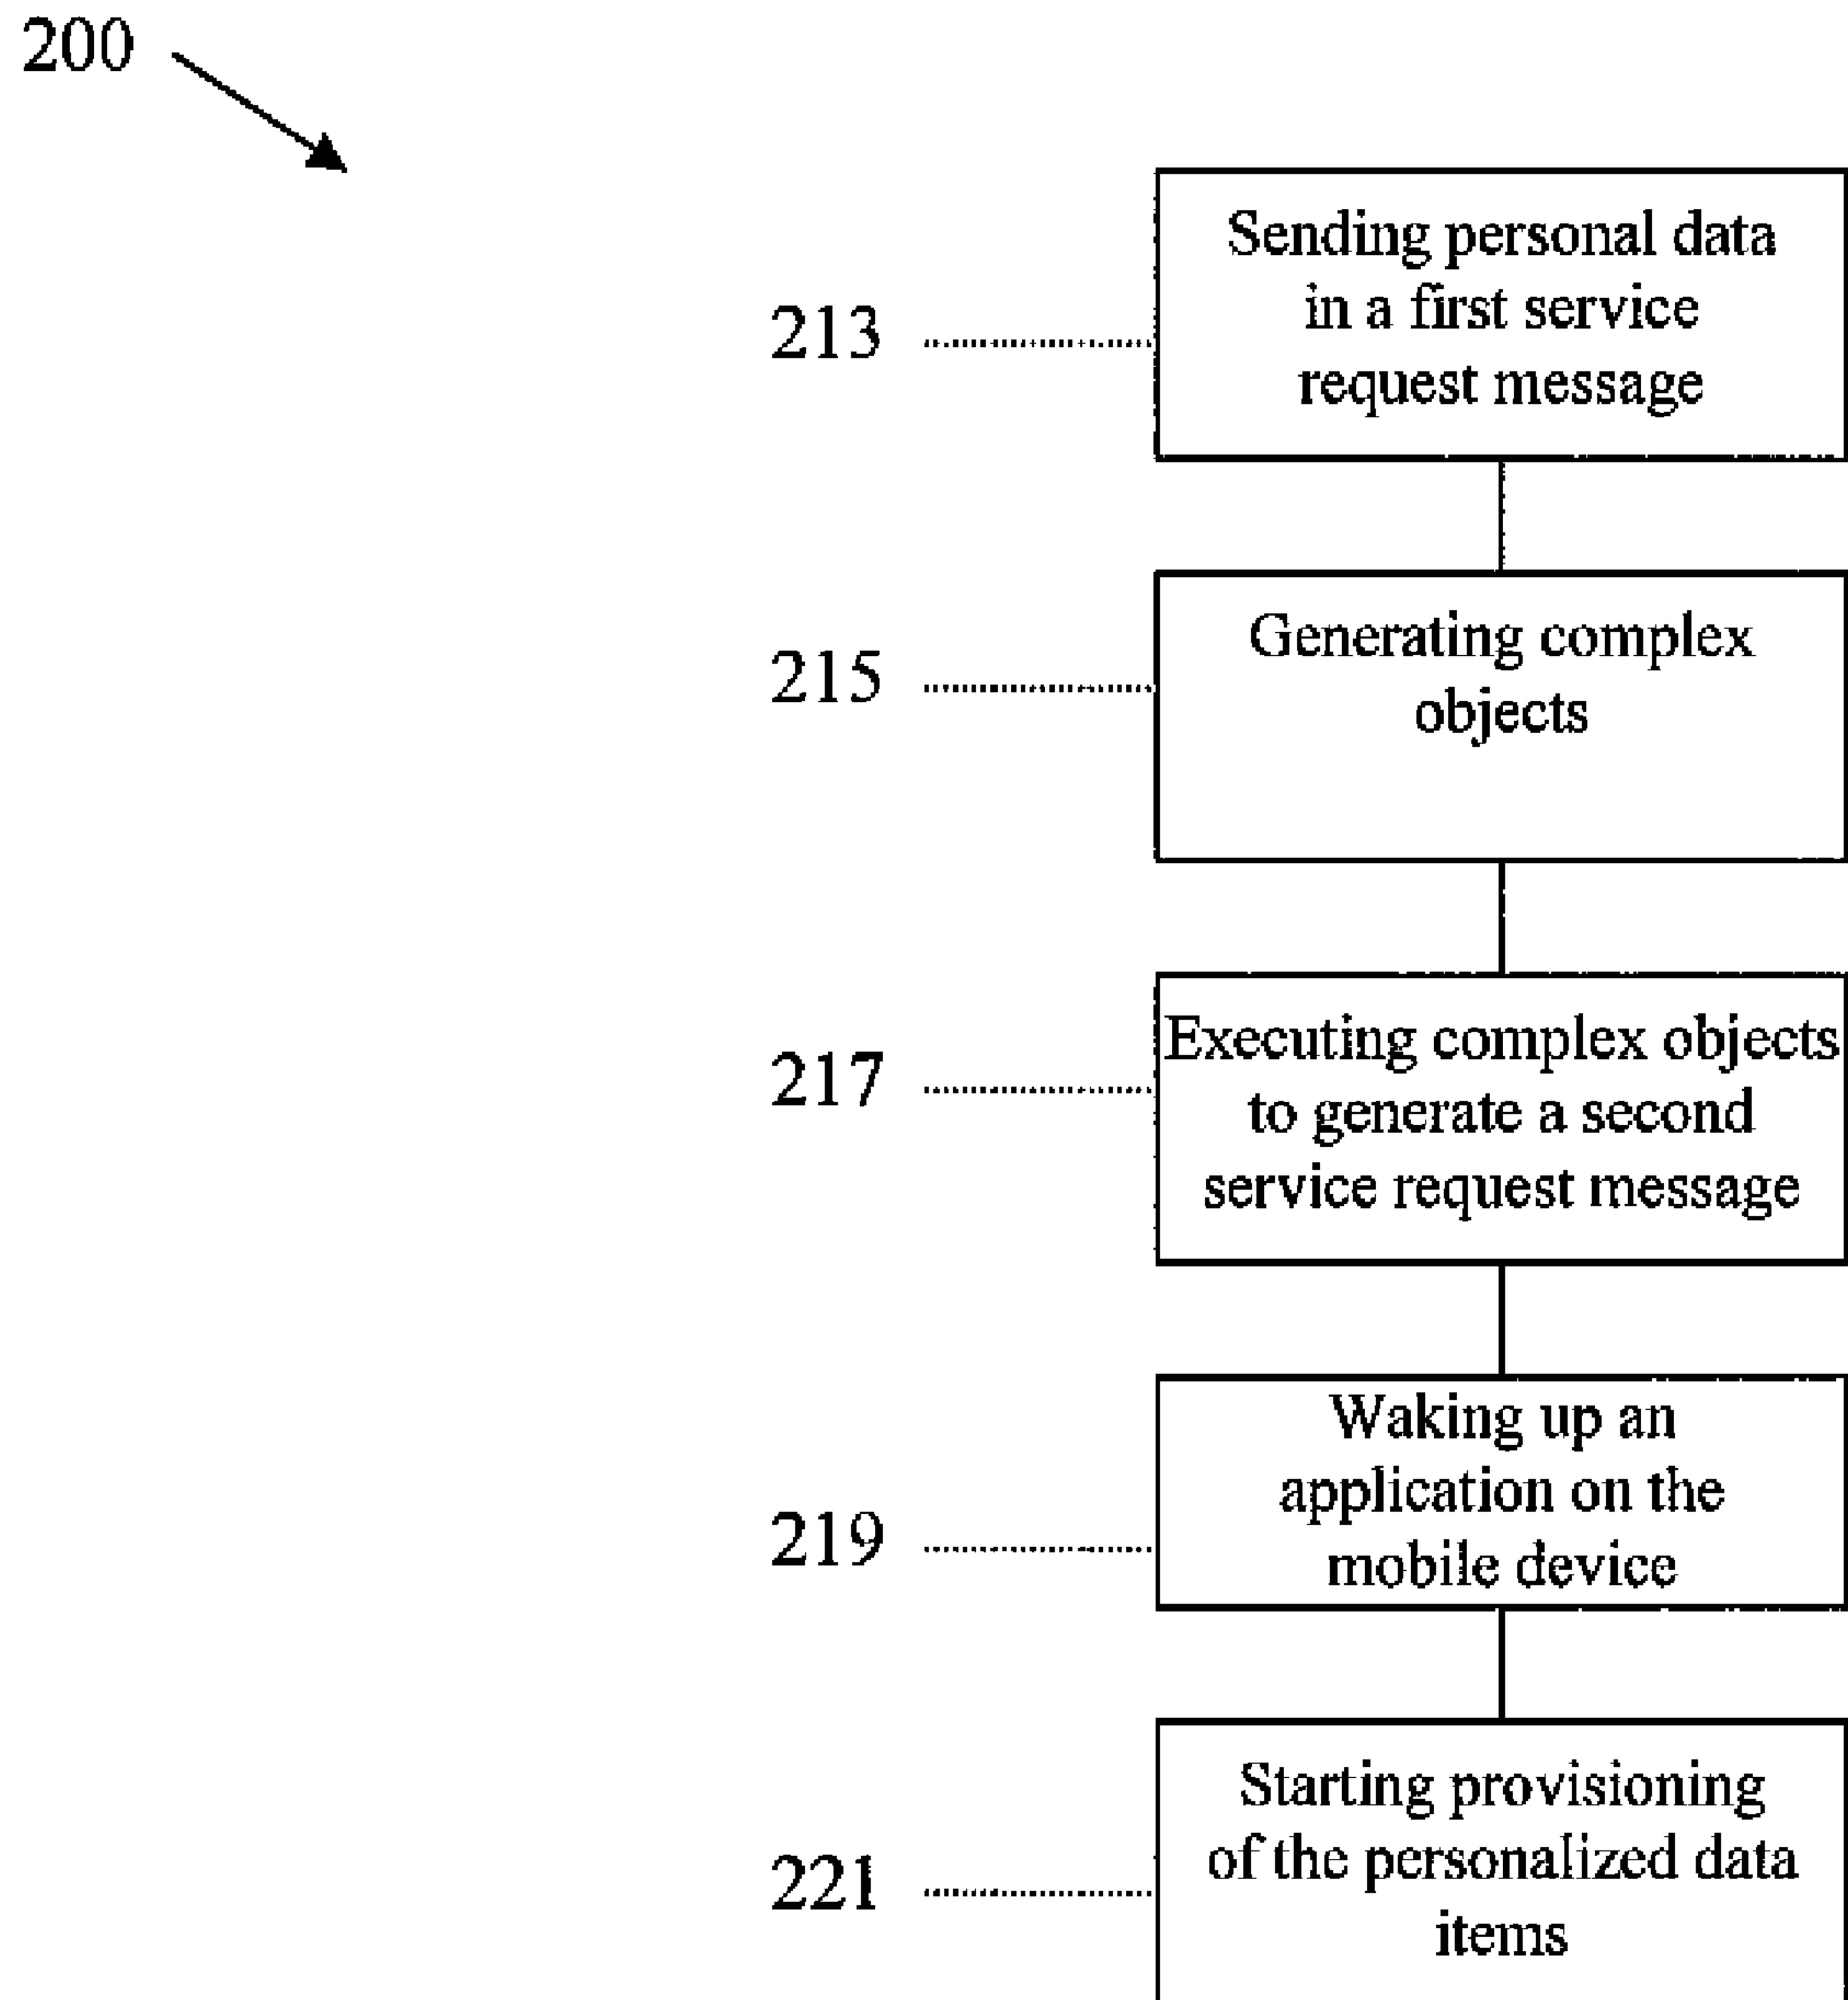 200
Sending personal data
in a first service
request message
213
Generating complex
objects
215
Executing complex objects
to generate a second
service request message
217
Waking up an
application on the
mobile device
219
Starting provisioning
of the personalized data
items
221